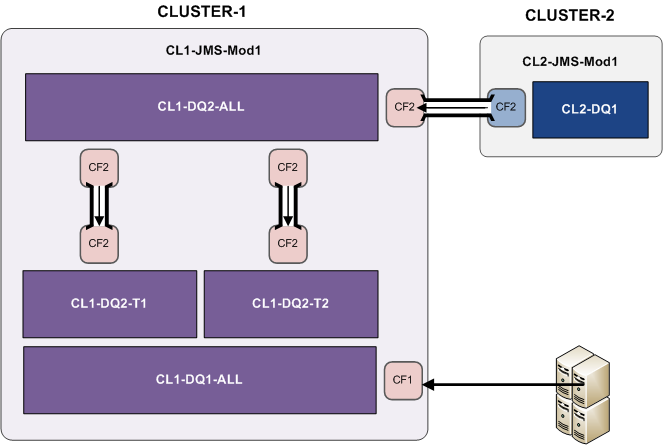 CLUSTER-1
CLUSTER-2
CL1-JMS-Mod1
CL2-JMS-Mod1
CL1-DQ2-ALL
CF2
CF2
CL2-DQ1
CF2
CF2
CF2
CF2
CL1-DQ2-T1
CL1-DQ2-T2
CL1-DQ1-ALL
CF1